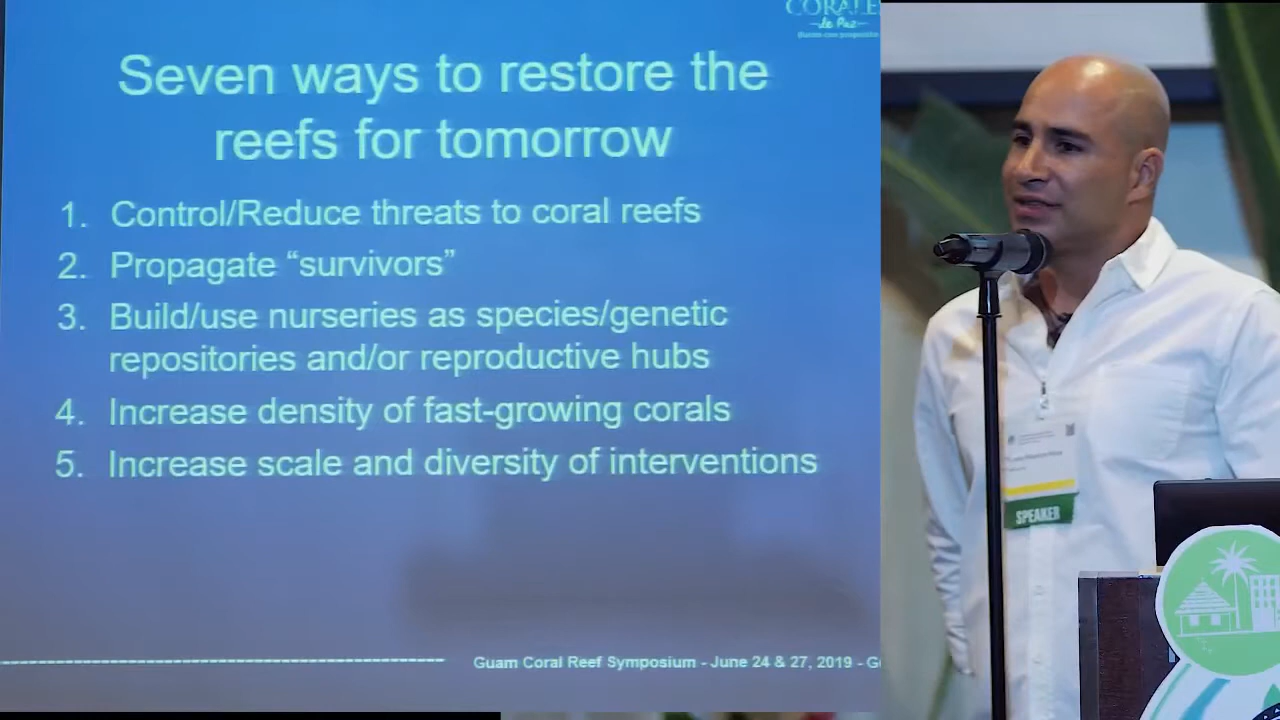 CORALES
de Paz
Seven ways to restore the
reefs for tomorrow
1. Control/Reduce threats to coral reefs
2. Propagate “survivors”
3. Build/use nurseries as species/genetic
repositories and/or reproductive hubs
4. Increase density of fast-growing corals
5. Increase scale and diversity of interventions
Guam Coral Reef Symposium - June 24 & 27, 2019 - G
SPEAKER